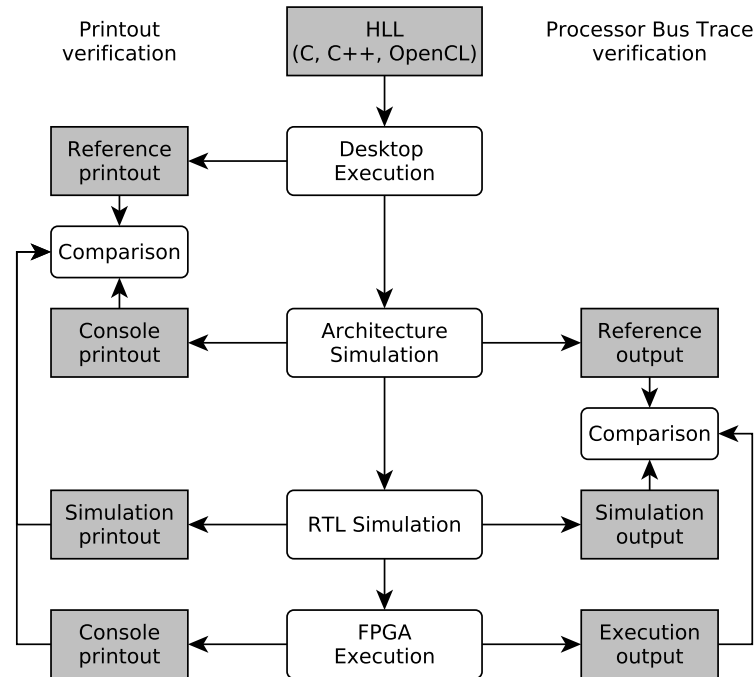 Printout
verification
HLL
(C, C++, OpenCL)
Processor Bus Trace
verification
Reference
printout
Desktop
Execution
Comparison
Console
printout
Architecture
Simulation
Reference
output
Comparison
Simulation
printout
RTL Simulation
Simulation
output
Console
printout
FPGA
Execution
Execution
output